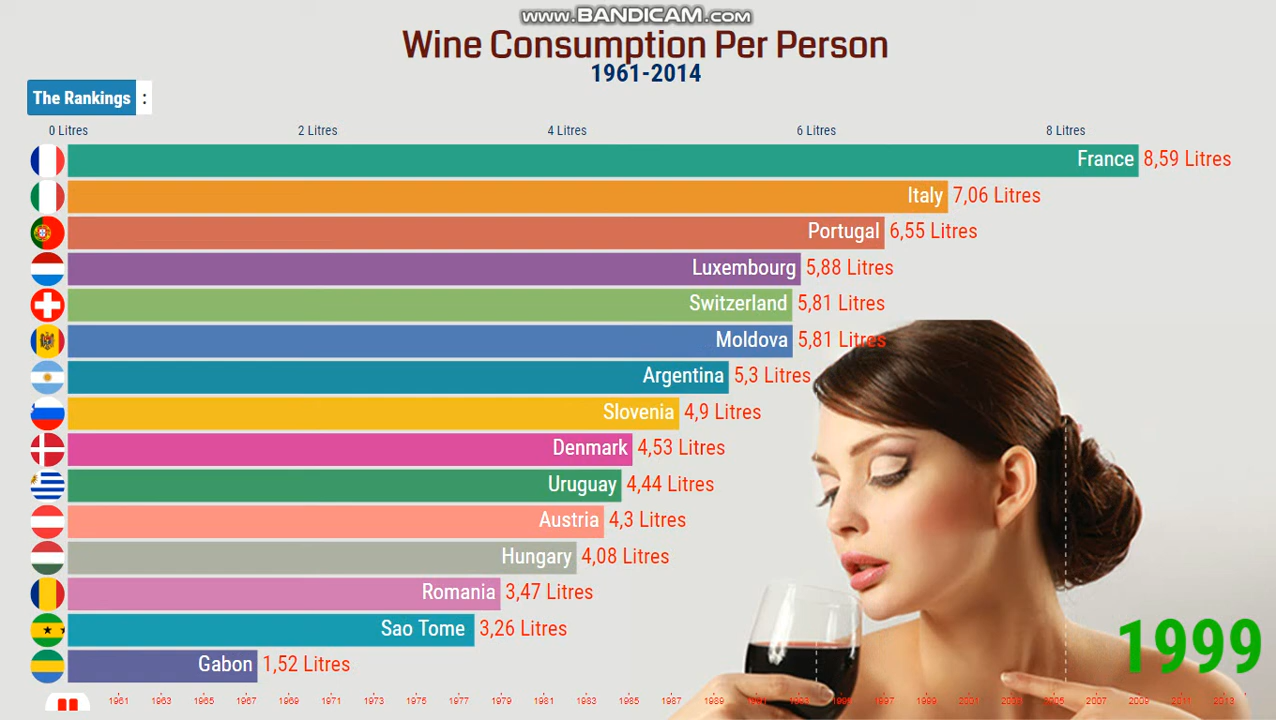 www.BANDICAM.com
Wine Consumption Per Person
1961-2014
The Rankings :
0 Litres 2 Litres 4 Litres 6 Litres 8 Litres
France 8,59 Litres
Italy 7,06 Litres
Portugal 6,55 Litres
Luxembourg 5,88 Litres
Switzerland 5,81 Litres
Moldova 5,81 Litres
Argentina 5,3 Litres
Slovenia 4,9 Litres
Denmark 4,53 Litres
Uruguay 4,44 Litres
Austria 4,3 Litres
Hungary 4,08 Litres
Romania 3,47 Litres
Sao Tome 3,26 Litres
Gabon 1,52 Litres
1999
1961 1963 1965 1967 1969 1971 1973 1975 1977 1979 1981 1983 1985 1987 1989 1997 1999 2001 2003 2005 2007 2009 2011 2013